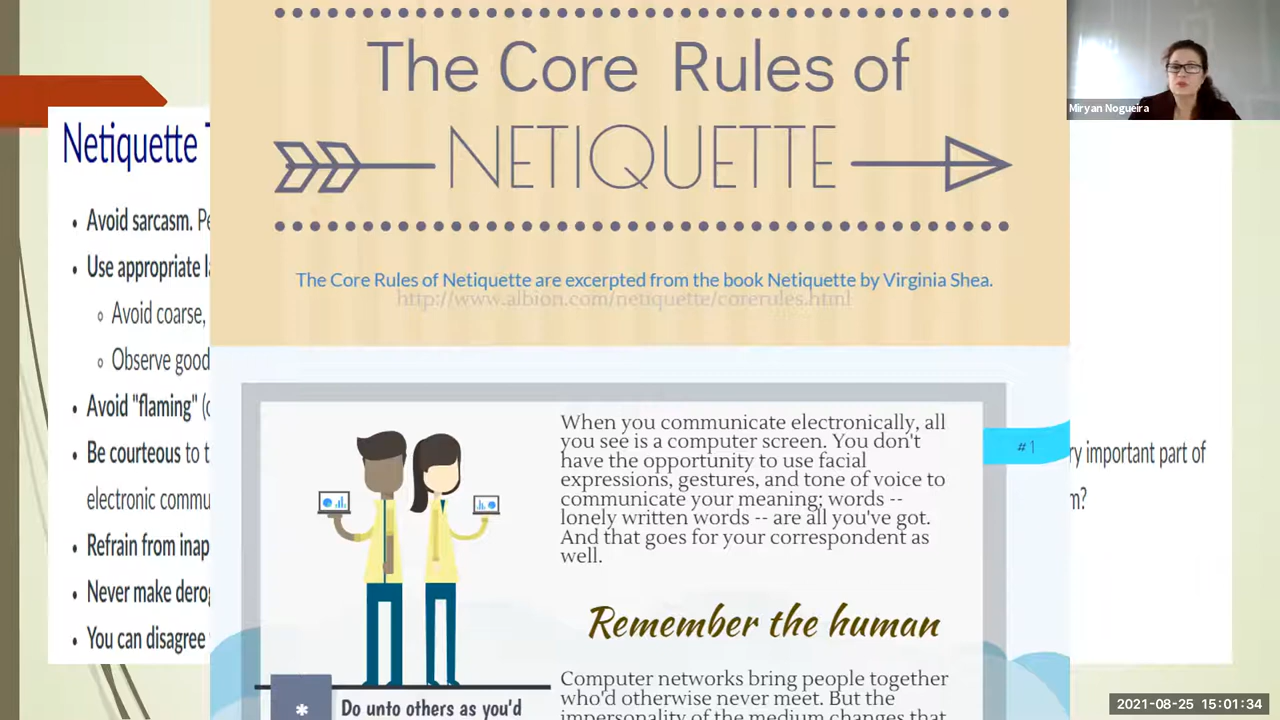 The Core Rules of
NETIQUETTE
The Core Rules of Netiquette are excerpted from the book Netiquette by Virginia Shea.
http://www.albion.com/netiquette/corerules.html
Miryan Nogueira
Netiquette
• Avoid sarcasm.
• Use appropriate
◦ Avoid coarse,
◦ Observe good
• Avoid "flaming"
• Be courteous to
electronic
• Refrain from
• Never make
• You can disagree
When you communicate electronically, all
you see is a computer screen. You don't
have the opportunity to use facial
expressions, gestures, and tone of voice to
communicate your meaning; words --
lonely written words -- are all you've got.
And that goes for your correspondent as
well.
#1
important part of
Remember the human
Computer networks bring people together
who'd otherwise never meet. But the
impersonality of the medium changes that
* Do unto others as you'd
2021-08-25 15:01:34